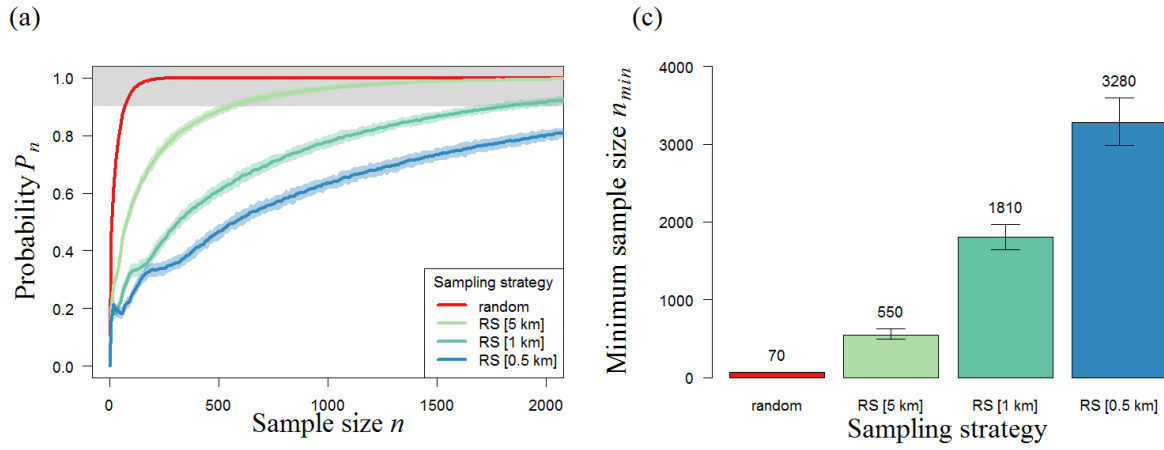 (a)
Probability Pn
1.0
0.8
0.6
0.4
0.2
0.0
0
500
1000
1500
2000
Sample size n
Sampling strategy
random
RS [5 km]
RS [1 km]
RS [0.5 km]
(c)
Minimum sample size nmin
4000
3000
2000
1000
0
70
550
1810
3280
random
RS [5 km]
RS [1 km]
RS [0.5 km]
Sampling strategy